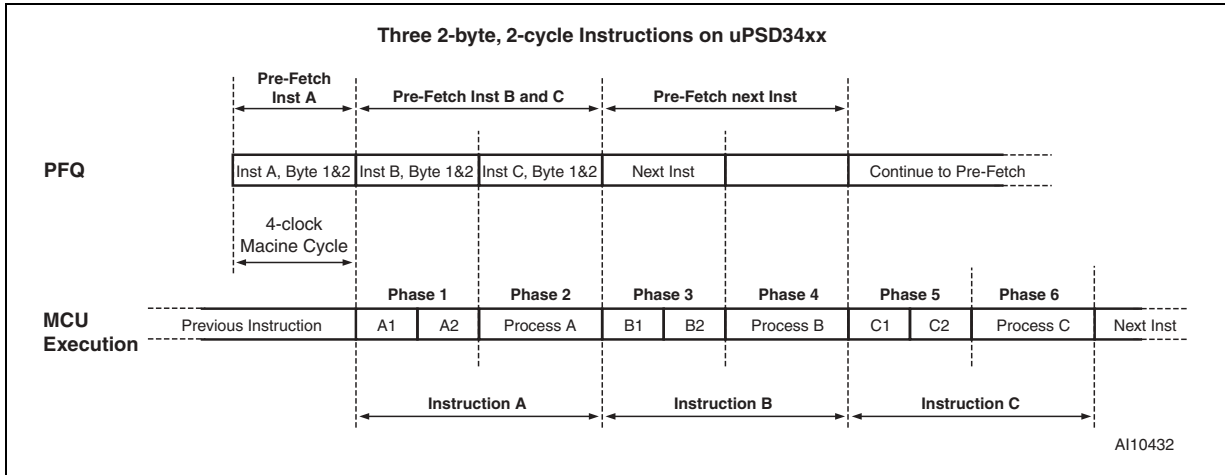 Three 2-byte, 2-cycle Instructions on uPSD34xx
Pre-Fetch
Inst A
Pre-Fetch Inst B and C
Pre-Fetch next Inst
PFQ
Inst A, Byte 1&2
Inst B, Byte 1&2
Inst C, Byte 1&2
Next Inst
Continue to Pre-Fetch
4-clock
Macine Cycle
Phase 1
Phase 2
Phase 3
Phase 4
Phase 5
Phase 6
MCU
Execution
Previous Instruction
A1
A2
Process A
B1
B2
Process B
C1
C2
Process C
Next Inst
Instruction A
Instruction B
Instruction C
AI10432